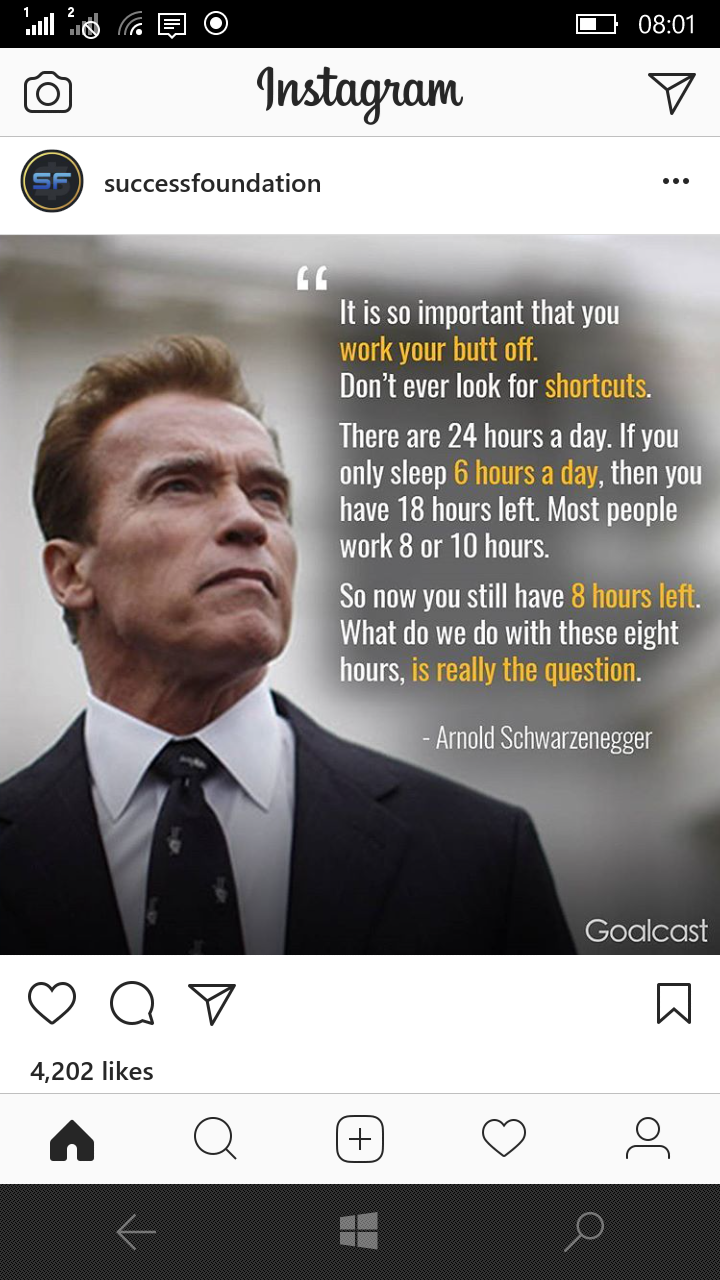 1 2 08:01
Instagram
SF successfoundation
“
It is so important that you
work your butt off.
Don’t ever look for shortcuts.
There are 24 hours a day. If you
only sleep 6 hours a day, then you
have 18 hours left. Most people
work 8 or 10 hours.
So now you still have 8 hours left.
What do we do with these eight
hours, is really the question.
- Arnold Schwarzenegger
Goalcast
4,202 likes